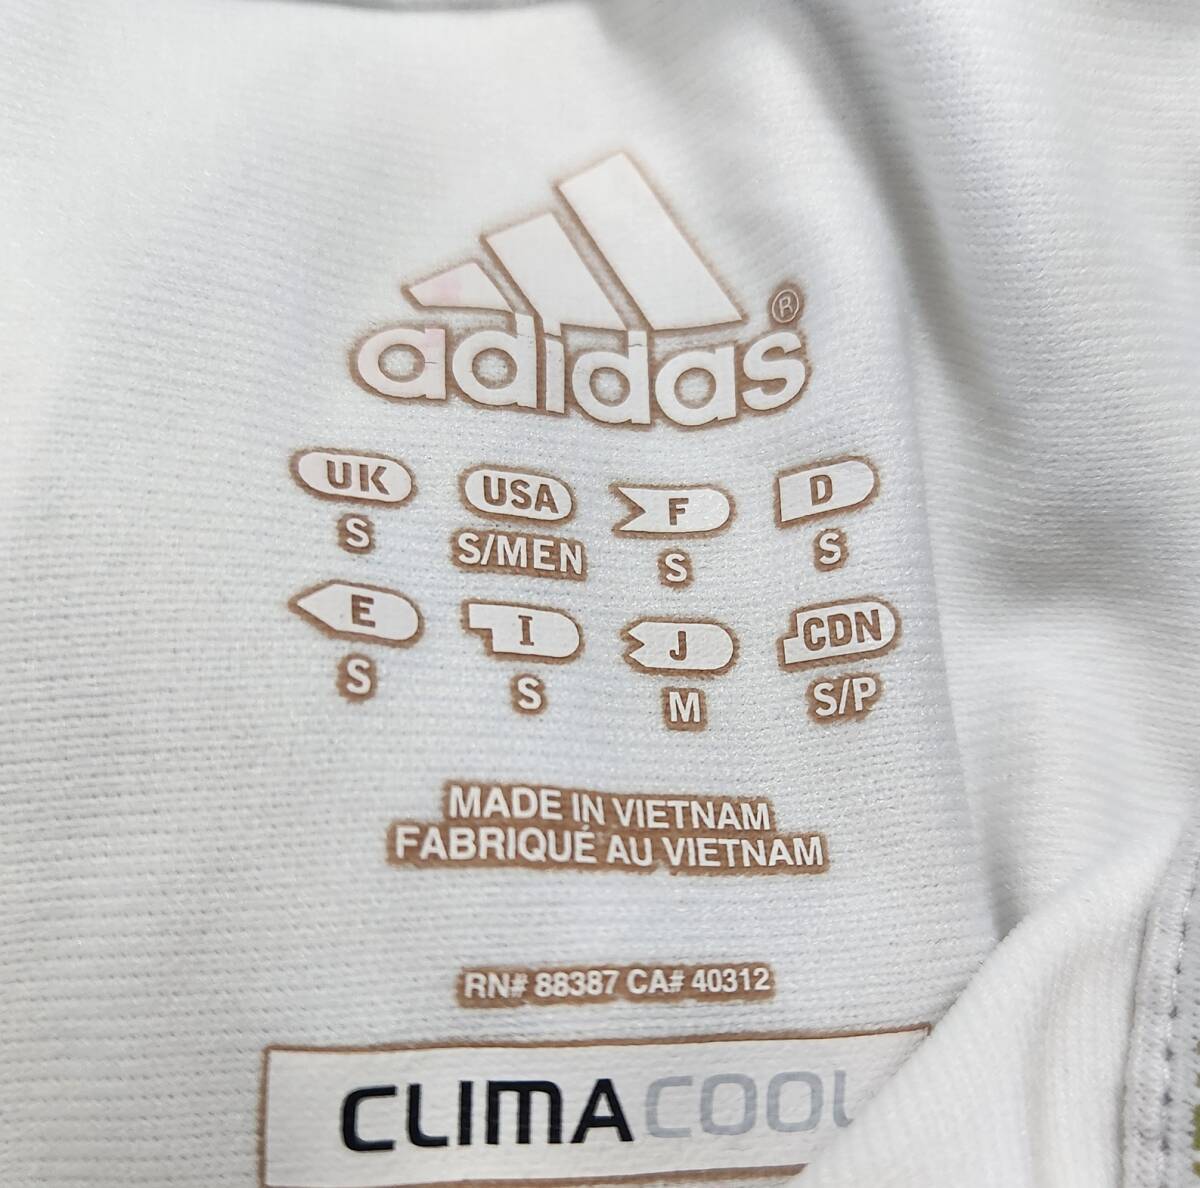 adidas®
UK USA F D
S S/MEN S S
E I J CDN
S S M S/P
MADE IN VIETNAM
FABRIQUÉ AU VIETNAM
RN# 88387 CA# 40312
CLIMACOOL